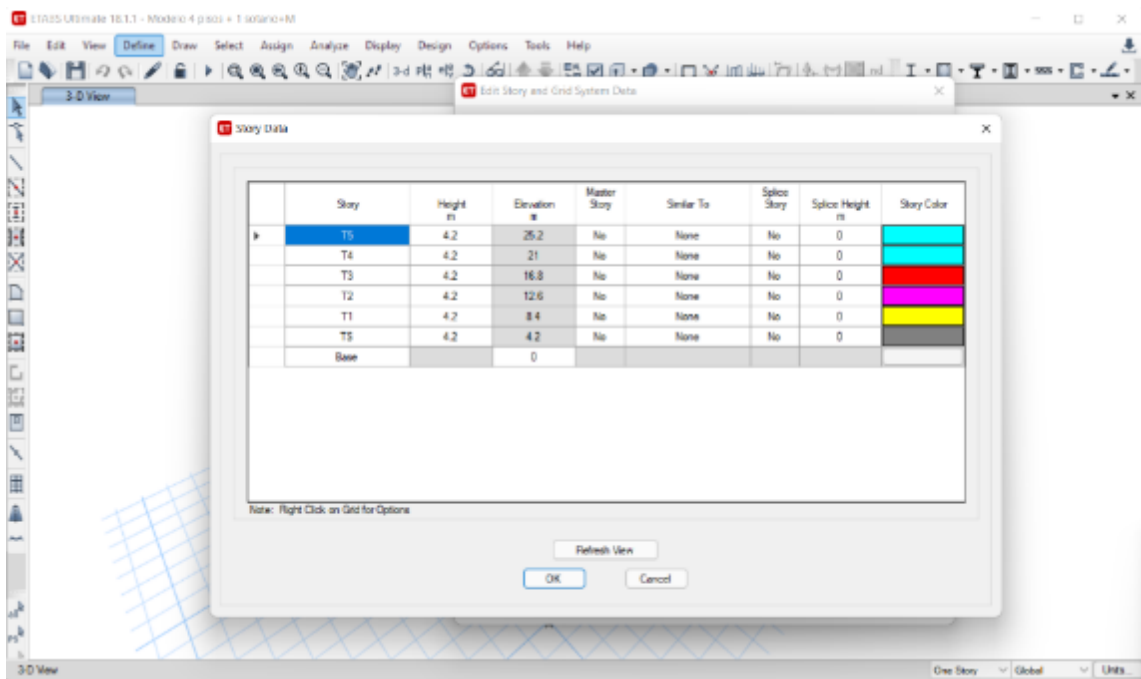 ETABS Ultimate 18.1.1 - Modelo 4 pisos + 1 sotano+M
File Edit View Define Draw Select Assign Analyze Display Design Options Tools Help
3-d
3-D View
Edit Story and Grid System Data
Story Data
Story Height m Elevation m Master Story Similar To Splice Story Splice Height m Story Color
T5 4.2 25.2 No None No 0
T4 4.2 21 No None No 0
T3 4.2 16.8 No None No 0
T2 4.2 12.6 No None No 0
T1 4.2 8.4 No None No 0
TS 4.2 4.2 No None No 0
Base 0
Note: Right Click on Grid for Options
Refresh View
OK Cancel
3-D View One Story Global Units...